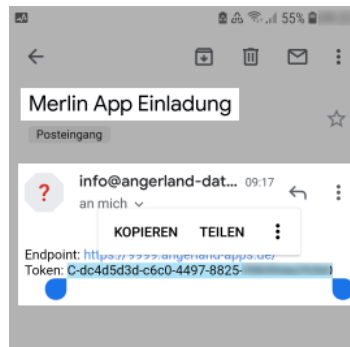 55%
Merlin App Einladung
Posteingang
?
info@angerland-dat... 09:17
an mich
KOPIEREN TEILEN
Endpoint: https://9999.angerland-apps.de/
Token: C-dc4d5d3d-c6c0-4497-8825-